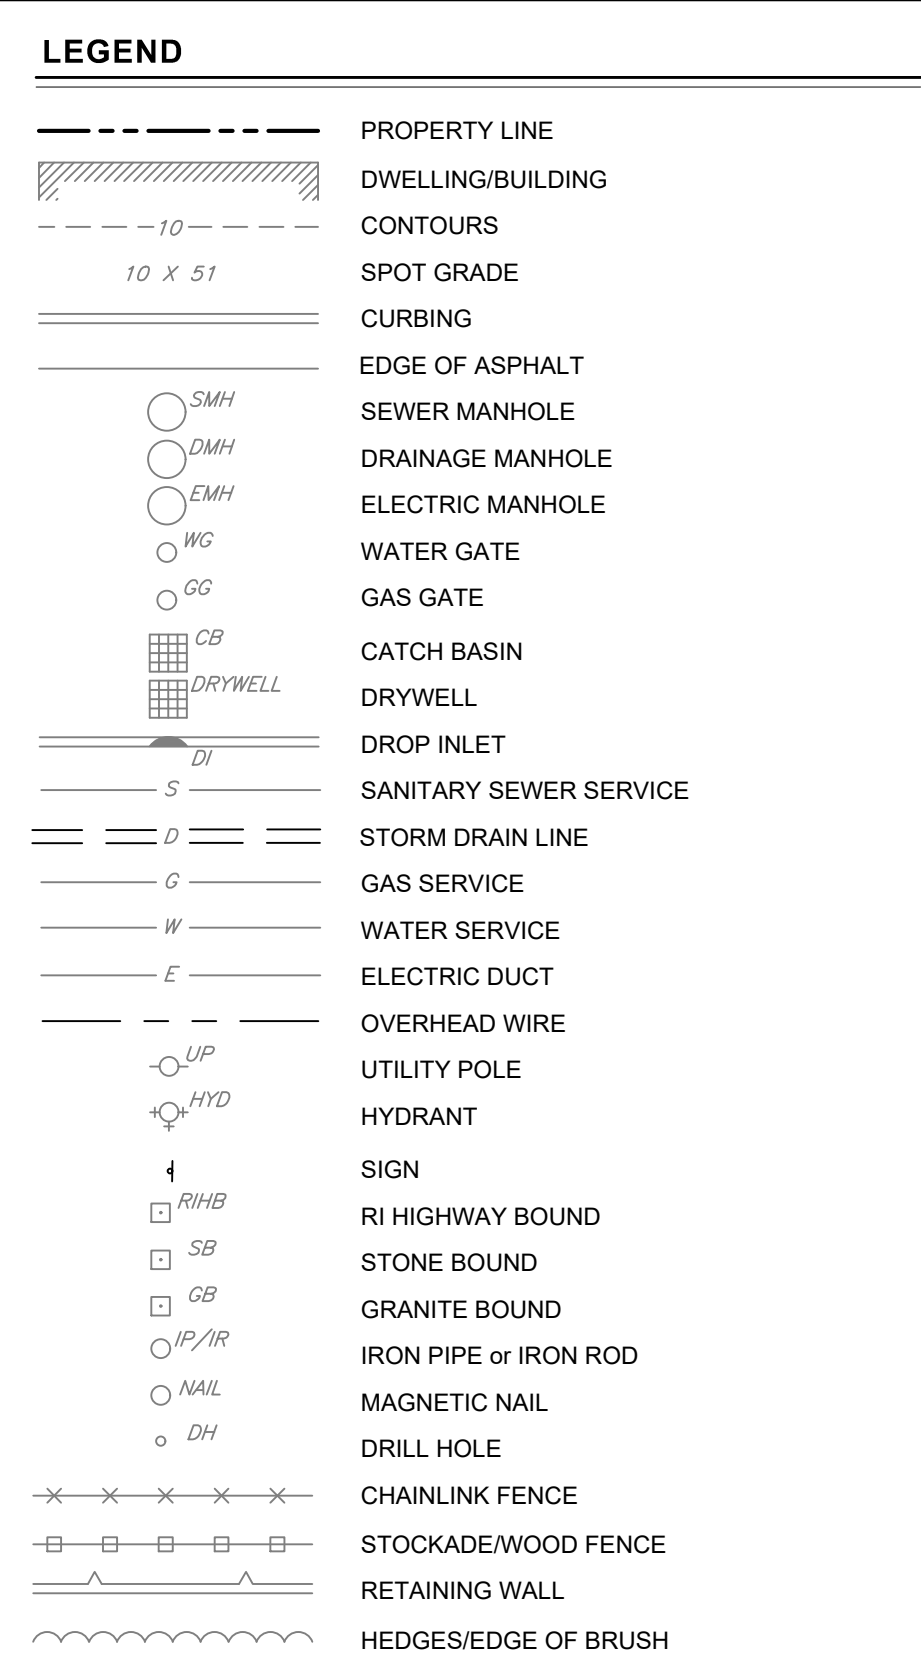 LEGEND
PROPERTY LINE
DWELLING/BUILDING
10 CONTOURS
10 X 51 SPOT GRADE
CURBING
EDGE OF ASPHALT
SMH SEWER MANHOLE
DMH DRAINAGE MANHOLE
EMH ELECTRIC MANHOLE
WG WATER GATE
GG GAS GATE
CB CATCH BASIN
DRYWELL DRYWELL
DI DROP INLET
S SANITARY SEWER SERVICE
D STORM DRAIN LINE
G GAS SERVICE
W WATER SERVICE
E ELECTRIC DUCT
OVERHEAD WIRE
UP UTILITY POLE
HYD HYDRANT
SIGN
RIHB RI HIGHWAY BOUND
SB STONE BOUND
GB GRANITE BOUND
IP/IR IRON PIPE or IRON ROD
NAIL MAGNETIC NAIL
DH DRILL HOLE
CHAINLINK FENCE
STOCKADE/WOOD FENCE
RETAINING WALL
HEDGES/EDGE OF BRUSH